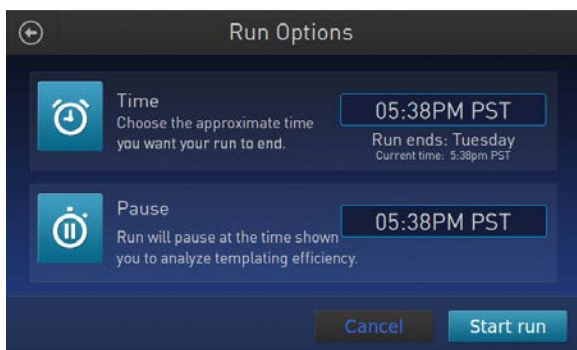 Run Options
Time
Choose the approximate time
you want your run to end.
05:38PM PST
Run ends: Tuesday
Current time: 5:38pm PST
Pause
Run will pause at the time shown
you to analyze templating efficiency.
05:38PM PST
Cancel
Start run